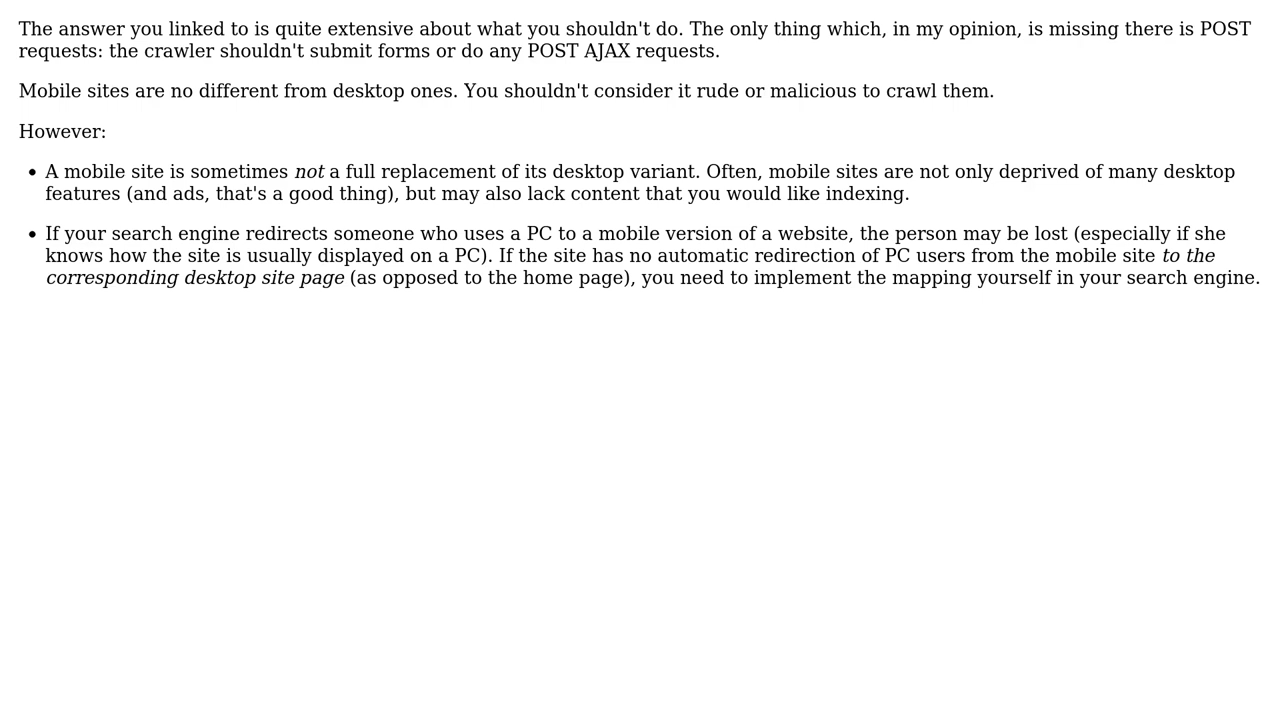 The answer you linked to is quite extensive about what you shouldn't do. The only thing which, in my opinion, is missing there is POST
requests: the crawler shouldn't submit forms or do any POST AJAX requests.
Mobile sites are no different from desktop ones. You shouldn't consider it rude or malicious to crawl them.
However:
• A mobile site is sometimes not a full replacement of its desktop variant. Often, mobile sites are not only deprived of many desktop
features (and ads, that's a good thing), but may also lack content that you would like indexing.
• If your search engine redirects someone who uses a PC to a mobile version of a website, the person may be lost (especially if she
knows how the site is usually displayed on a PC). If the site has no automatic redirection of PC users from the mobile site to the
corresponding desktop site page (as opposed to the home page), you need to implement the mapping yourself in your search engine.